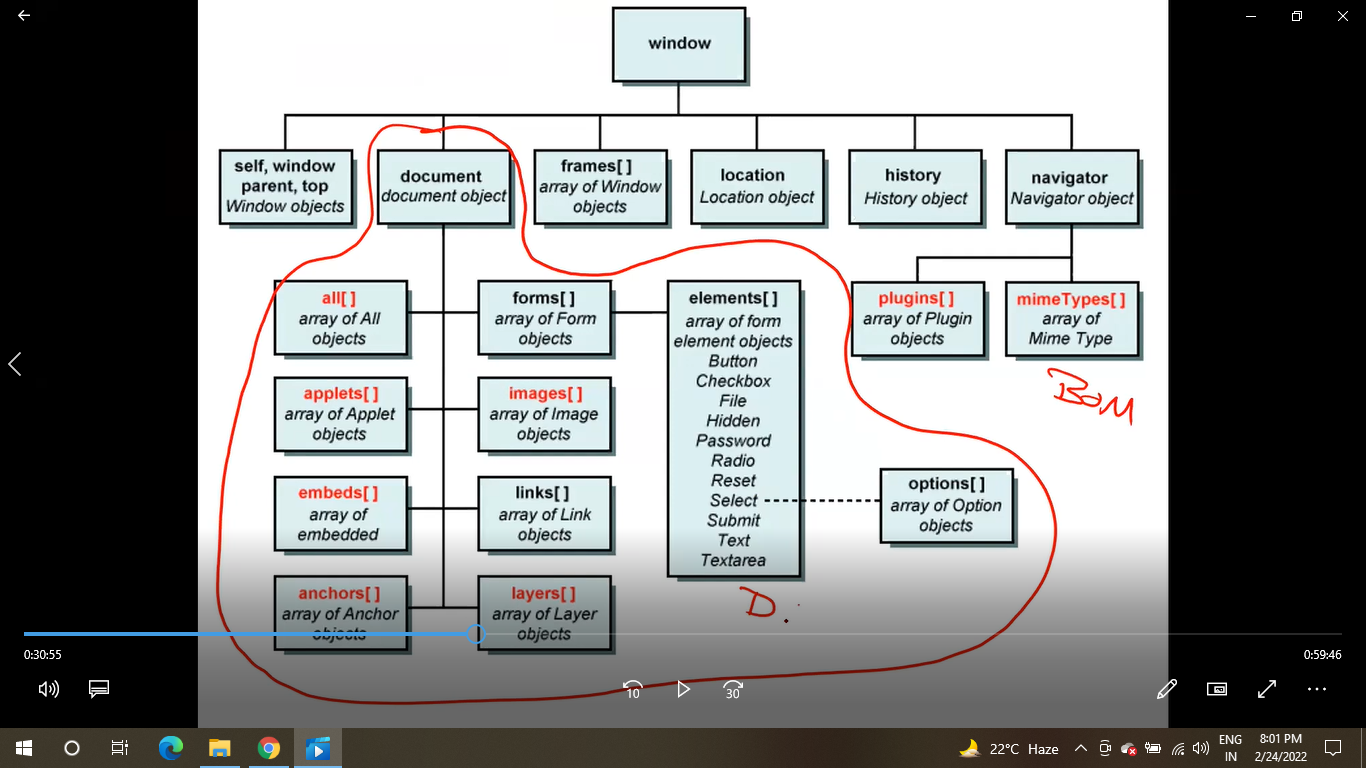 window
self, window
parent, top
Window objects
document
document object
frames[ ]
array of Window
objects
location
Location object
history
History object
navigator
Navigator object
all[ ]
array of All
objects
forms[ ]
array of Form
objects
elements[ ]
array of form
element objects
Button
Checkbox
File
Hidden
Password
Radio
Reset
Select
Submit
Text
Textarea
plugins[ ]
array of Plugin
objects
mimeTypes[ ]
array of
Mime Type
BOM
applets[ ]
array of Applet
objects
images[ ]
array of Image
objects
embeds[ ]
array of
embedded
links[ ]
array of Link
objects
options[ ]
array of Option
objects
anchors[ ]
array of Anchor
objects
layers[ ]
array of Layer
objects
D
0:30:55
0:59:46
10
30
22°C Haze
ENG
IN
8:01 PM
2/24/2022